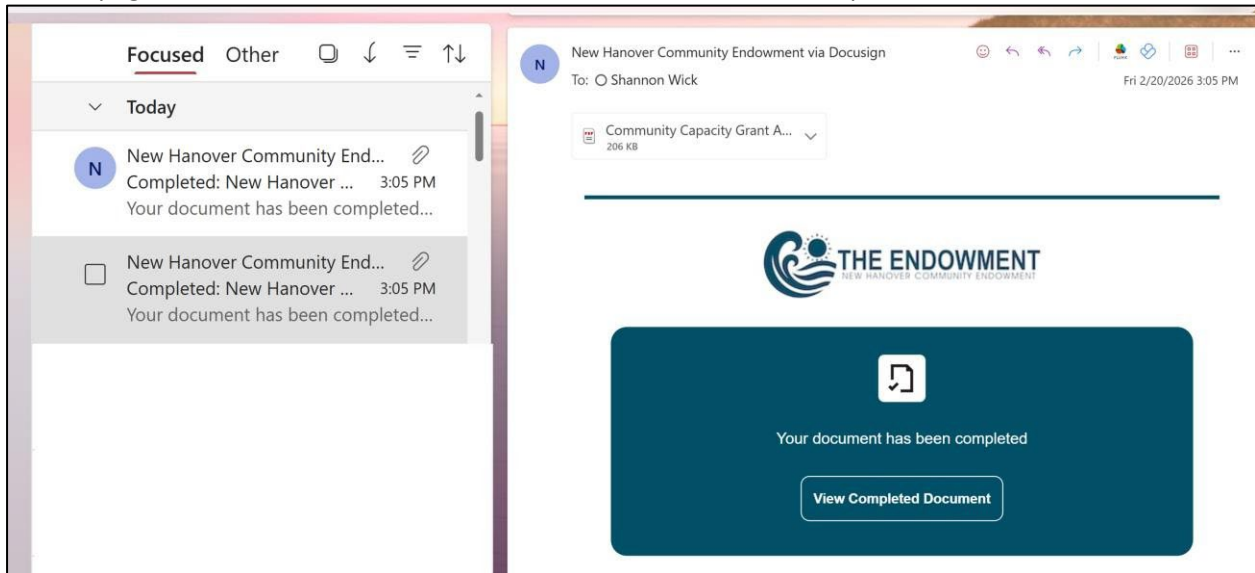 Focused Other
Today
N
New Hanover Community End...
Completed: New Hanover ... 3:05 PM
Your document has been completed...
New Hanover Community End...
Completed: New Hanover ... 3:05 PM
Your document has been completed...
N
New Hanover Community Endowment via Docusign
To: Shannon Wick
Fri 2/20/2026 3:05 PM
Community Capacity Grant A...
206 KB
THE ENDOWMENT
NEW HANOVER COMMUNITY ENDOWMENT
Your document has been completed
View Completed Document